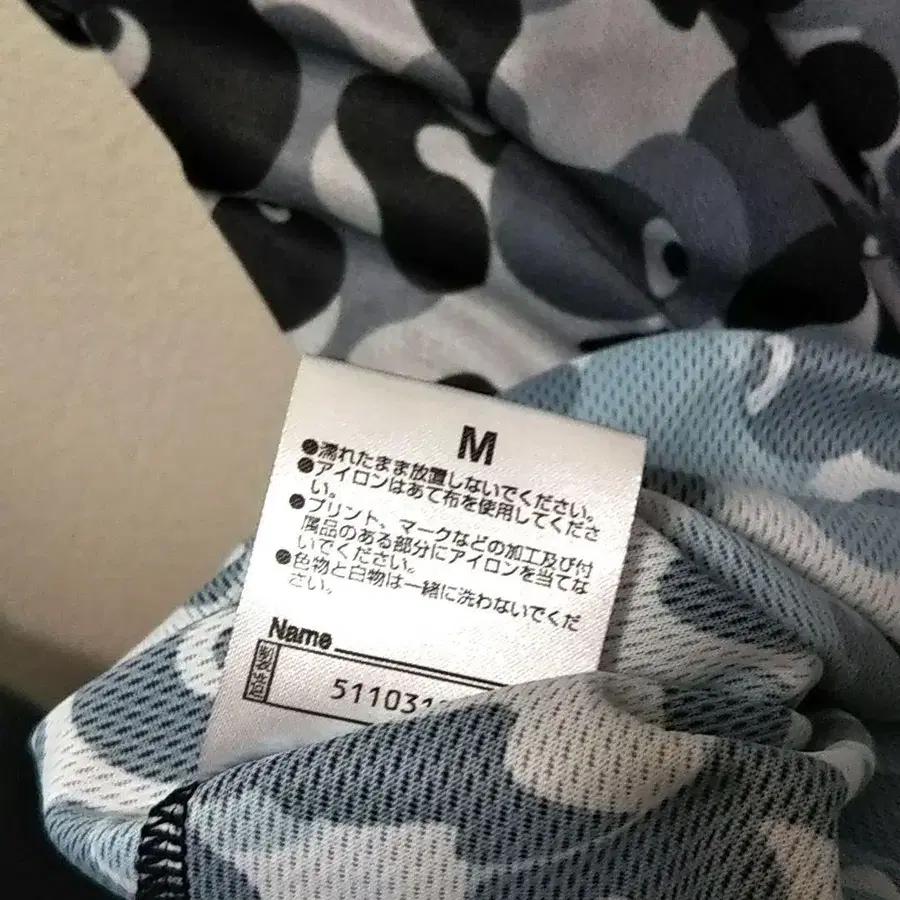 M
●濡れたまま放置しないでください。
●アイロンはあて布を使用してくださ
い。
●プリント、マークなどの加工及び付
属品のある部分にアイロンを当てな
いでください。
●色物と白物は一緒に洗わないでくだ
さい。
Name
511031